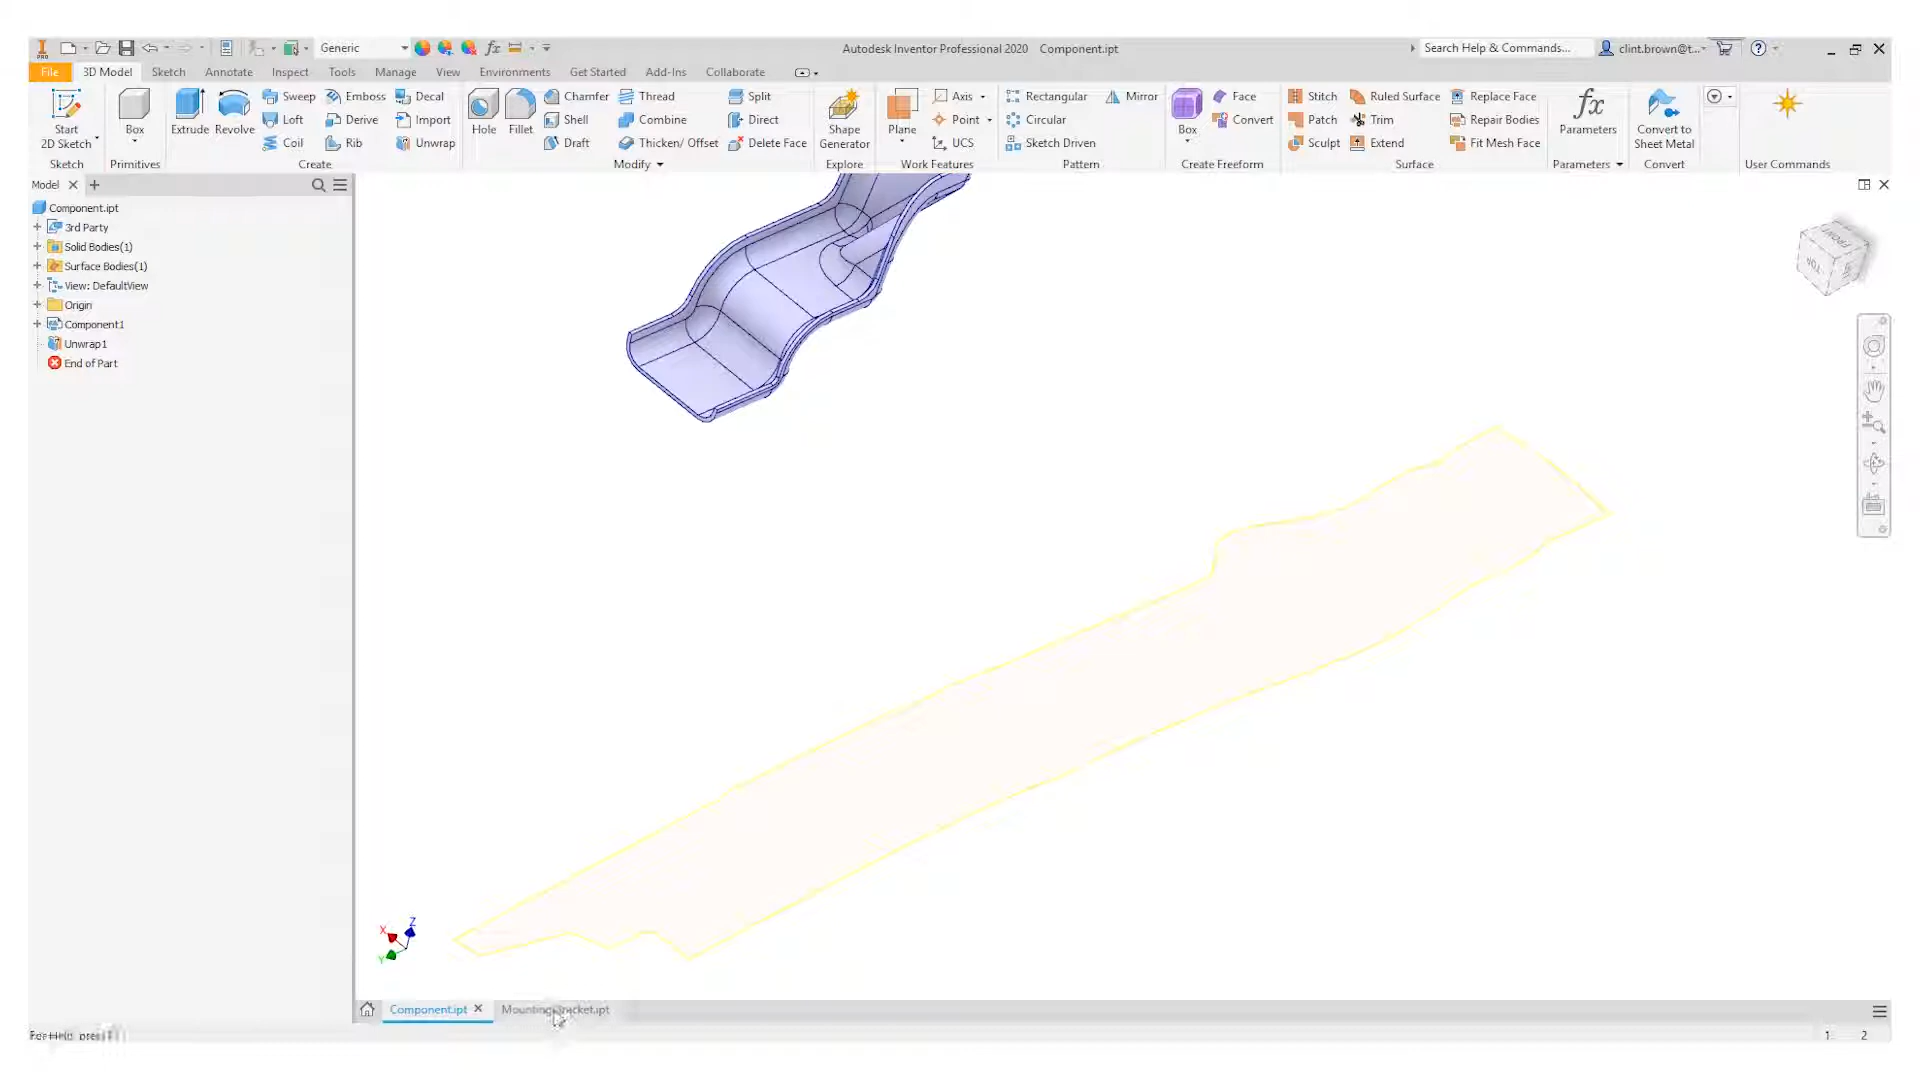 PRO Generic fx Autodesk Inventor Professional 2020 Component.ipt Search Help & Commands... clint.brown@t...
File 3D Model Sketch Annotate Inspect Tools Manage View Environments Get Started Add-Ins Collaborate
Start 2D Sketch
Sketch
Box
Primitives
Extrude Revolve
Sweep Emboss Decal
Loft Derive Import
Coil Rib Unwrap
Create
Hole Fillet
Chamfer Thread Split
Shell Combine Direct
Draft Thicken/ Offset Delete Face
Modify
Shape Generator
Explore
Plane
Axis
Point
UCS
Work Features
Rectangular Mirror
Circular
Sketch Driven
Pattern
Box
Face
Convert
Create Freeform
Stitch Ruled Surface Replace Face
Patch Trim Repair Bodies
Sculpt Extend Fit Mesh Face
Surface
fx
Parameters
Parameters
Convert to Sheet Metal
Convert
User Commands
Model
Component.ipt
3rd Party
Solid Bodies(1)
Surface Bodies(1)
View: DefaultView
Origin
Component1
Unwrap1
End of Part
FRONT
TOP
X Z
Y
Component.ipt
1 2